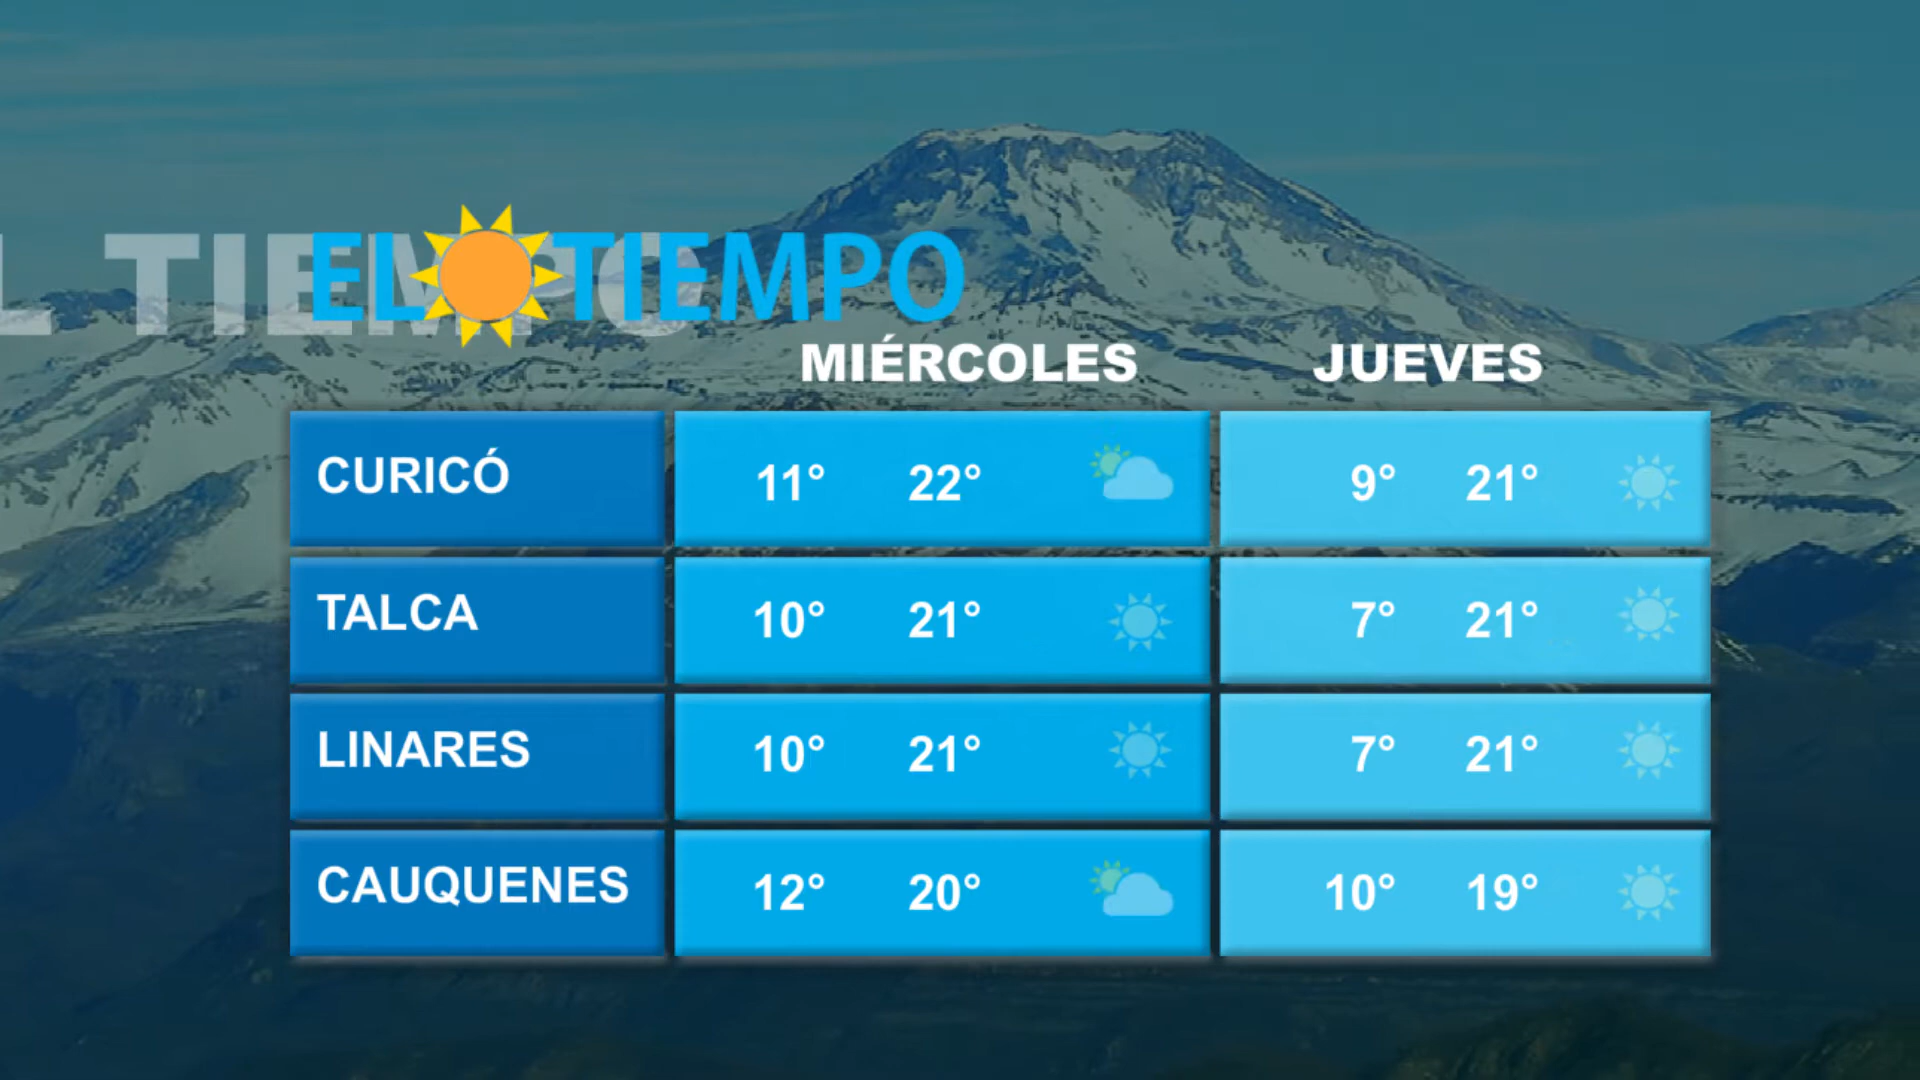 L TIEMPO
EL TIEMPO
MIÉRCOLES JUEVES
CURICÓ 11° 22° 9° 21°
TALCA 10° 21° 7° 21°
LINARES 10° 21° 7° 21°
CAUQUENES 12° 20° 10° 19°